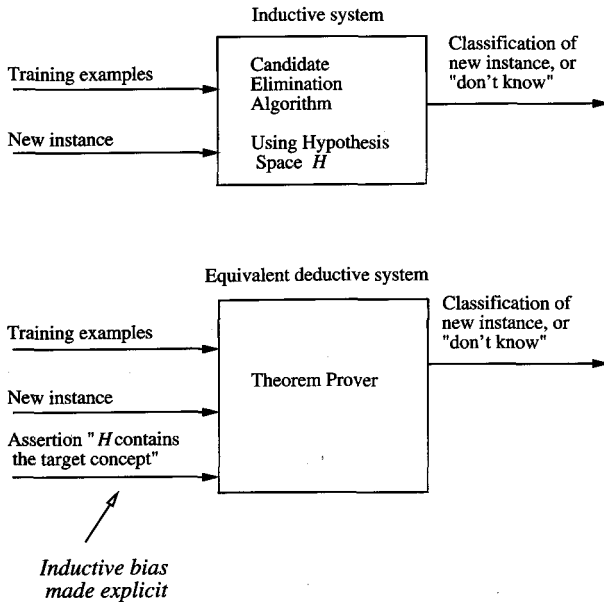 Inductive system
Training examples
New instance
Candidate
Elimination
Algorithm
Using Hypothesis
Space H
Classification of
new instance, or
"don't know"
Equivalent deductive system
Training examples
New instance
Assertion "H contains
the target concept"
Theorem Prover
Classification of
new instance, or
"don't know"
Inductive bias
made explicit